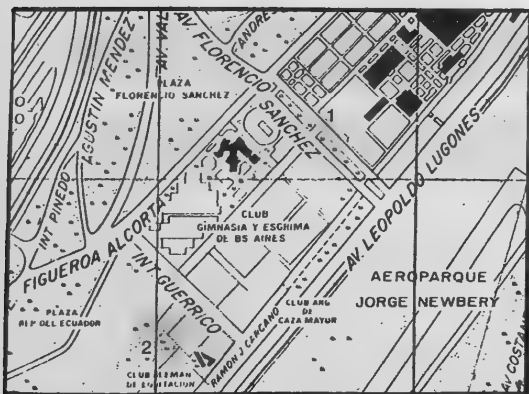 AV. VAL
AV. FLORENCIO SANCHEZ
ANDRES
AGUSTIN MENDEZ
PLAZA
FLORENCIO SANCHEZ
1
INT PINEDO
FIGUEROA ALCORTA
CLUB
GIMNASIA Y ESGRIMA
DE BS AIRES
AV. LEOPOLDO LUGONES
AEROPARQUE
JORGE NEWBERY
INT GUERRICO
PLAZA
REP DEL ECUADOR
CLUB ARG
DE
CAZA MAYOR
RAMON J CARCANO
2
CLUB ALEMAN
DE EQUITACION
AV COSTA